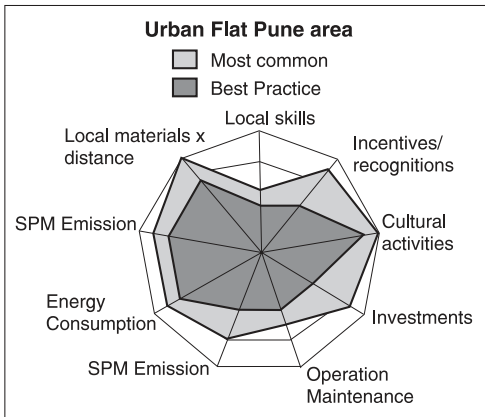 Urban Flat Pune area
Most common
Best Practice
Local skills
Local materials x
distance
Incentives/
recognitions
SPM Emission
Cultural
activities
Energy
Consumption
Investments
SPM Emission
Operation
Maintenance